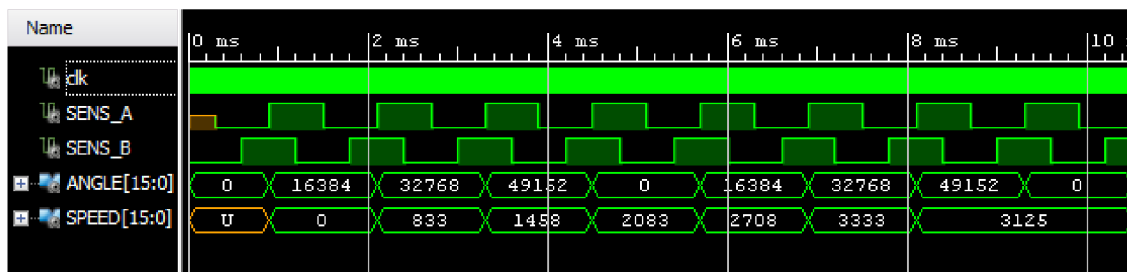 Name
0 ms 2 ms 4 ms 6 ms 8 ms 10
clk
SENS_A
SENS_B
ANGLE[15:0] 0 16384 32768 49152 0 16384 32768 49152 0
SPEED[15:0] U 0 833 1458 2083 2708 3333 3125